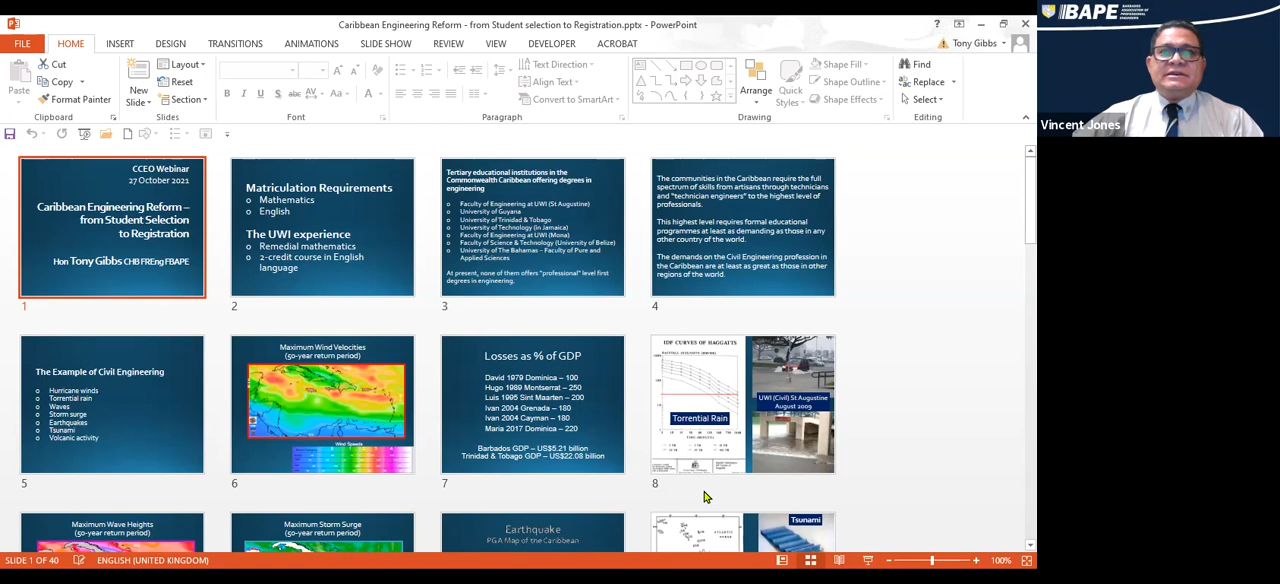 Caribbean Engineering Reform - from Student selection to Registration.pptx - PowerPoint
BAPE
BARBADOS ASSOCIATION OF PROFESSIONAL ENGINEERS
FILE HOME INSERT DESIGN TRANSITIONS ANIMATIONS SLIDE SHOW REVIEW VIEW DEVELOPER ACROBAT
Tony Gibbs
Paste
Cut
Copy
Format Painter
Clipboard
New Slide
Layout
Reset
Section
Slides
B I U S abc AV Aa A
Font
Text Direction
Align Text
Convert to SmartArt
Paragraph
Arrange
Quick Styles
Shape Fill
Shape Outline
Shape Effects
Drawing
Find
Replace
Select
Editing
Vincent Jones
CCEO Webinar
27 October 2021
Caribbean Engineering Reform –
from Student Selection
to Registration
Hon Tony Gibbs CHB FREng FBAPE
1
Matriculation Requirements
Mathematics
English
The UWI experience
Remedial mathematics
2-credit course in English
language
2
Tertiary educational institutions in the
Commonwealth Caribbean offering degrees in
engineering
Faculty of Engineering at UWI (St Augustine)
University of Guyana
University of Trinidad & Tobago
University of Technology (in Jamaica)
Faculty of Engineering at UWI (Mona)
Faculty of Science & Technology (University of Belize)
University of The Bahamas – Faculty of Pure and
Applied Sciences
At present, none of them offers "professional" level first
degrees in engineering.
3
The communities in the Caribbean require the full
spectrum of skills from artisans through technicians
and "technician engineers" to the highest level of
professionals.
This highest level requires formal educational
programmes at least as demanding as those in any
other country of the world.
The demands on the Civil Engineering profession in
the Caribbean are at least as great as those in other
regions of the world.
4
The Example of Civil Engineering
Hurricane winds
Torrential rain
Waves
Storm surge
Earthquakes
Tsunami
Volcanic activity
5
Maximum Wind Velocities
(50-year return period)
Wind Speeds
6
Losses as % of GDP
David 1979 Dominica – 100
Hugo 1989 Montserrat – 250
Luis 1995 Sint Maarten – 200
Ivan 2004 Grenada – 180
Ivan 2004 Cayman – 180
Maria 2017 Dominica – 220
Barbados GDP – US$5.21 billion
Trinidad & Tobago GDP – US$22.08 billion
7
IDF CURVES OF HAGGATTS
RAINFALL INTENSITY (MM/HR)
Torrential Rain
TIME (MINUTES)
UWI (Civil) St Augustine
August 2009
8
Maximum Wave Heights
(50-year return period)
Maximum Storm Surge
(50-year return period)
Earthquake
PGA Map of the Caribbean
Tsunami
SLIDE 1 OF 40
ENGLISH (UNITED KINGDOM)
100%